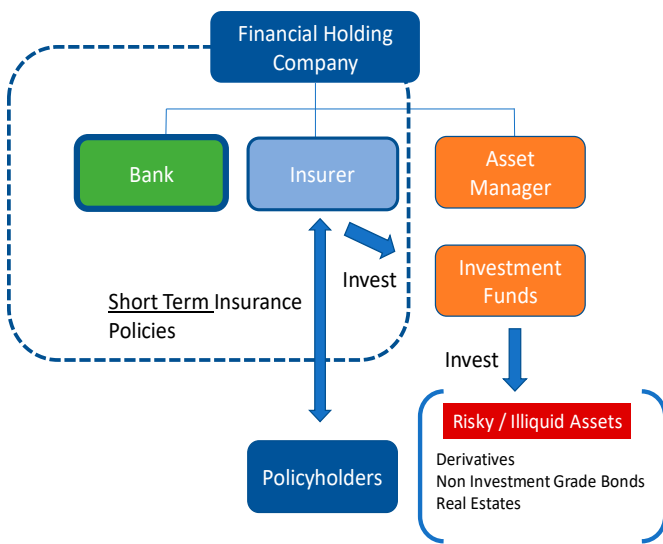 Financial Holding
Company
Bank
Insurer
Asset
Manager
Invest
Investment
Funds
Short Term Insurance
Policies
Invest
Risky / Illiquid Assets
Derivatives
Non Investment Grade Bonds
Real Estates
Policyholders